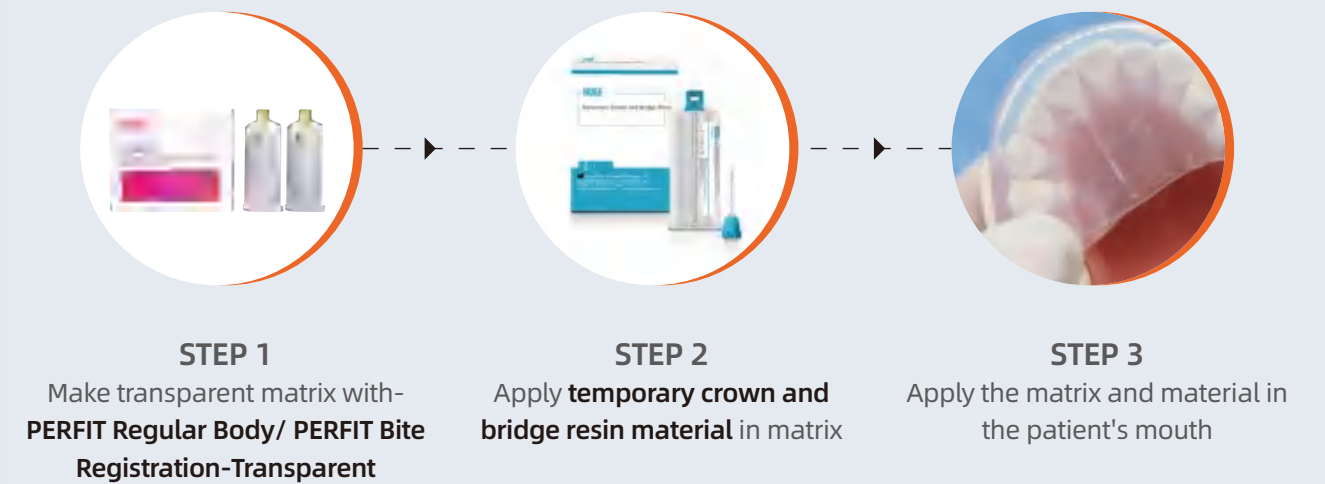 STEP 1
Make transparent matrix with-
PERFIT Regular Body/ PERFIT Bite
Registration-Transparent
STEP 2
Apply temporary crown and
bridge resin material in matrix
STEP 3
Apply the matrix and material in
the patient's mouth